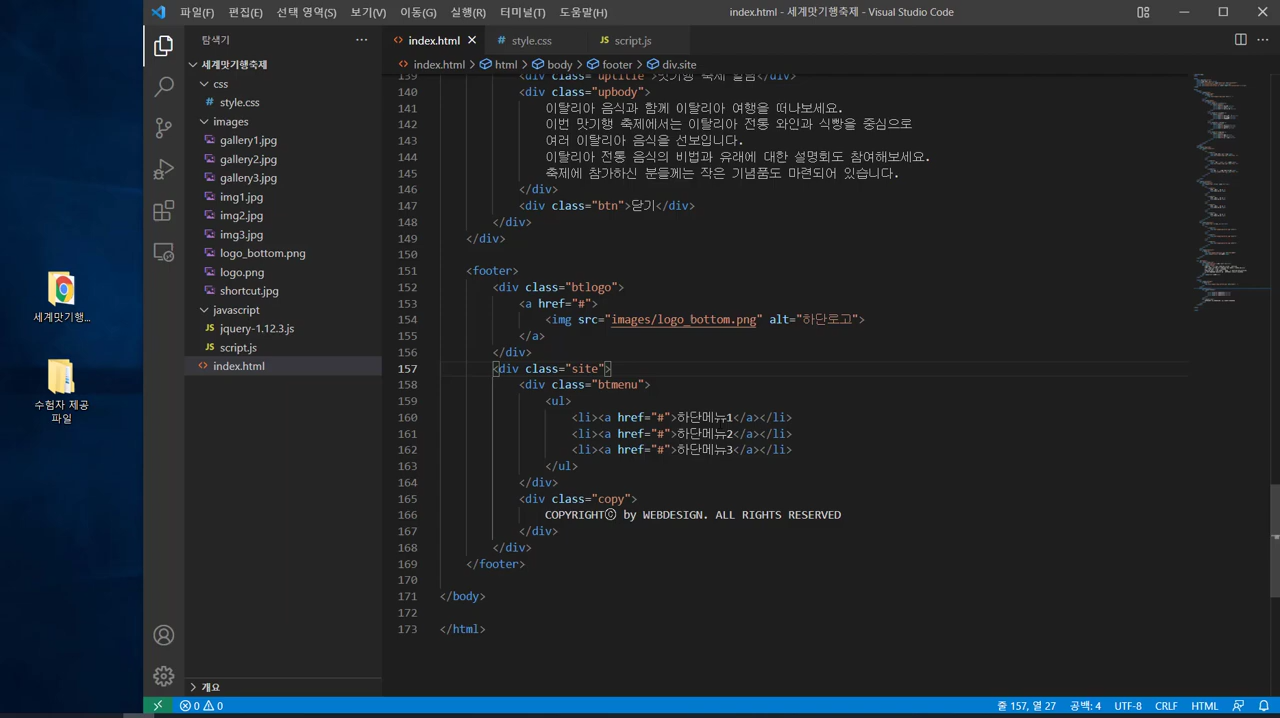 파일(F) 편집(E) 선택 영역(S) 보기(V) 이동(G) 실행(R) 터미널(T) 도움말(H) index.html - 세계맛기행축제 - Visual Studio Code
탐색기 ···
세계맛기행축제
css
style.css
images
gallery1.jpg
gallery2.jpg
gallery3.jpg
img1.jpg
img2.jpg
img3.jpg
logo_bottom.png
logo.png
shortcut.jpg
javascript
jquery-1.12.3.js
script.js
index.html
개요
세계맛기행...
수험자 제공
파일
index.html style.css script.js
index.html > html > body > footer > div.site
139 <div class="uptitle">맛기행 축제 알림</div>
140 <div class="upbody">
141 이탈리아 음식과 함께 이탈리아 여행을 떠나보세요.
142 이번 맛기행 축제에서는 이탈리아 전통 와인과 식빵을 중심으로
143 여러 이탈리아 음식을 선보입니다.
144 이탈리아 전통 음식의 비법과 유래에 대한 설명회도 참여해보세요.
145 축제에 참가하신 분들께는 작은 기념품도 마련되어 있습니다.
146 </div>
147 <div class="btn">닫기</div>
148 </div>
149 </div>
150
151 <footer>
152 <div class="btlogo">
153 <a href="#">
154 <img src="images/logo_bottom.png" alt="하단로고">
155 </a>
156 </div>
157 <div class="site">
158 <div class="btmenu">
159 <ul>
160 <li><a href="#">하단메뉴1</a></li>
161 <li><a href="#">하단메뉴2</a></li>
162 <li><a href="#">하단메뉴3</a></li>
163 </ul>
164 </div>
165 <div class="copy">
166 COPYRIGHTⓒ by WEBDESIGN. ALL RIGHTS RESERVED
167 </div>
168 </div>
169 </footer>
170
171 </body>
172
173 </html>
0 0 줄 157, 열 27 공백: 4 UTF-8 CRLF HTML